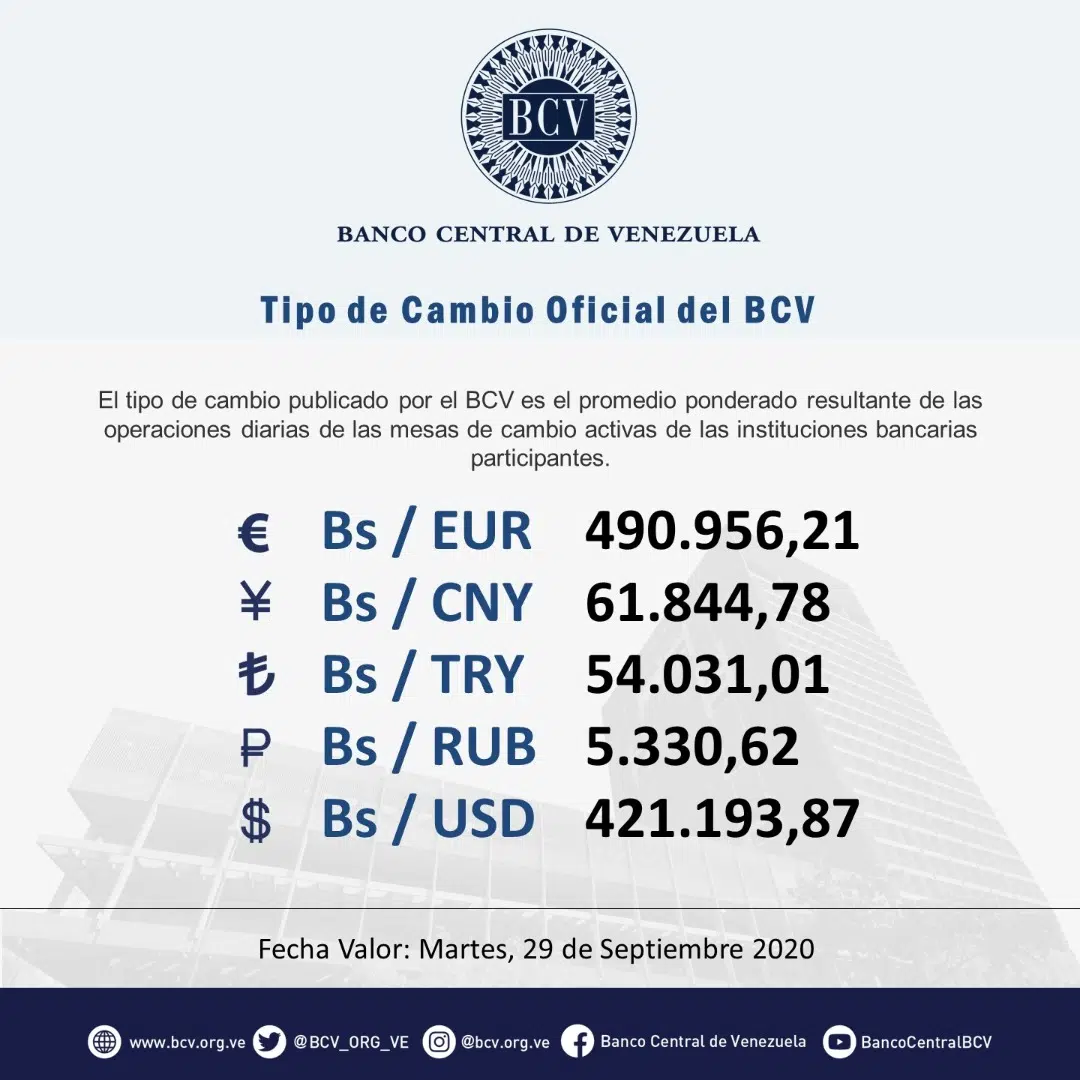 BCV
BANCO CENTRAL DE VENEZUELA
Tipo de Cambio Oficial del BCV
El tipo de cambio publicado por el BCV es el promedio ponderado resultante de las
operaciones diarias de las mesas de cambio activas de las instituciones bancarias
participantes.
€ Bs / EUR 490.956,21
¥ Bs / CNY 61.844,78
₺ Bs / TRY 54.031,01
₽ Bs / RUB 5.330,62
$ Bs / USD 421.193,87
Fecha Valor: Martes, 29 de Septiembre 2020
www.bcv.org.ve @BCV_ORG_VE @bcv.org.ve Banco Central de Venezuela BancoCentralBCV